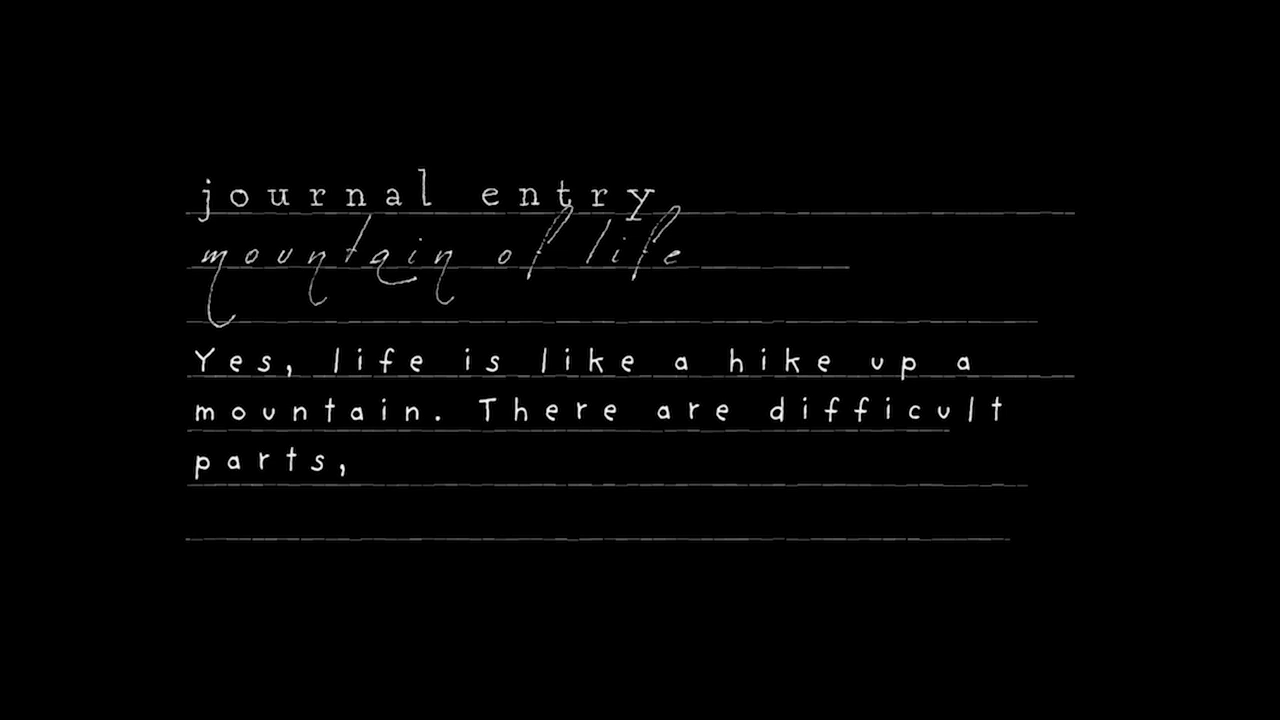 journal entry
mountain of life
Yes, life is like a hike up a
mountain. There are difficult
parts,